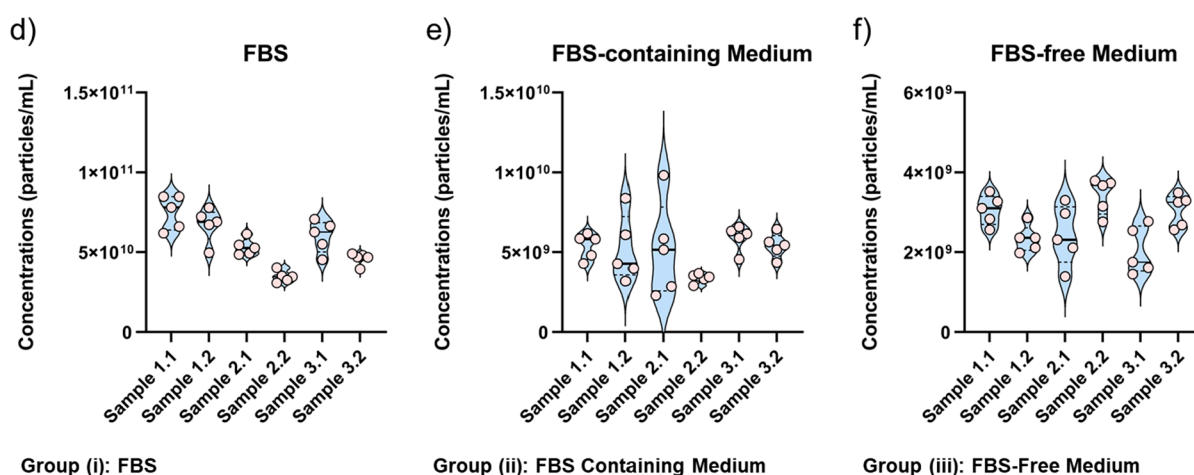 d)
FBS
Concentrations (particles/mL)
1.5×10¹¹
1×10¹¹
5×10¹⁰
0
Sample 1.1
Sample 1.2
Sample 2.1
Sample 2.2
Sample 3.1
Sample 3.2
Group (i): FBS
e)
FBS-containing Medium
Concentrations (particles/mL)
1.5×10¹⁰
1×10¹⁰
5×10⁹
0
Sample 1.1
Sample 1.2
Sample 2.1
Sample 2.2
Sample 3.1
Sample 3.2
Group (ii): FBS Containing Medium
f)
FBS-free Medium
Concentrations (particles/mL)
6×10⁹
4×10⁹
2×10⁹
0
Sample 1.1
Sample 1.2
Sample 2.1
Sample 2.2
Sample 3.1
Sample 3.2
Group (iii): FBS-Free Medium